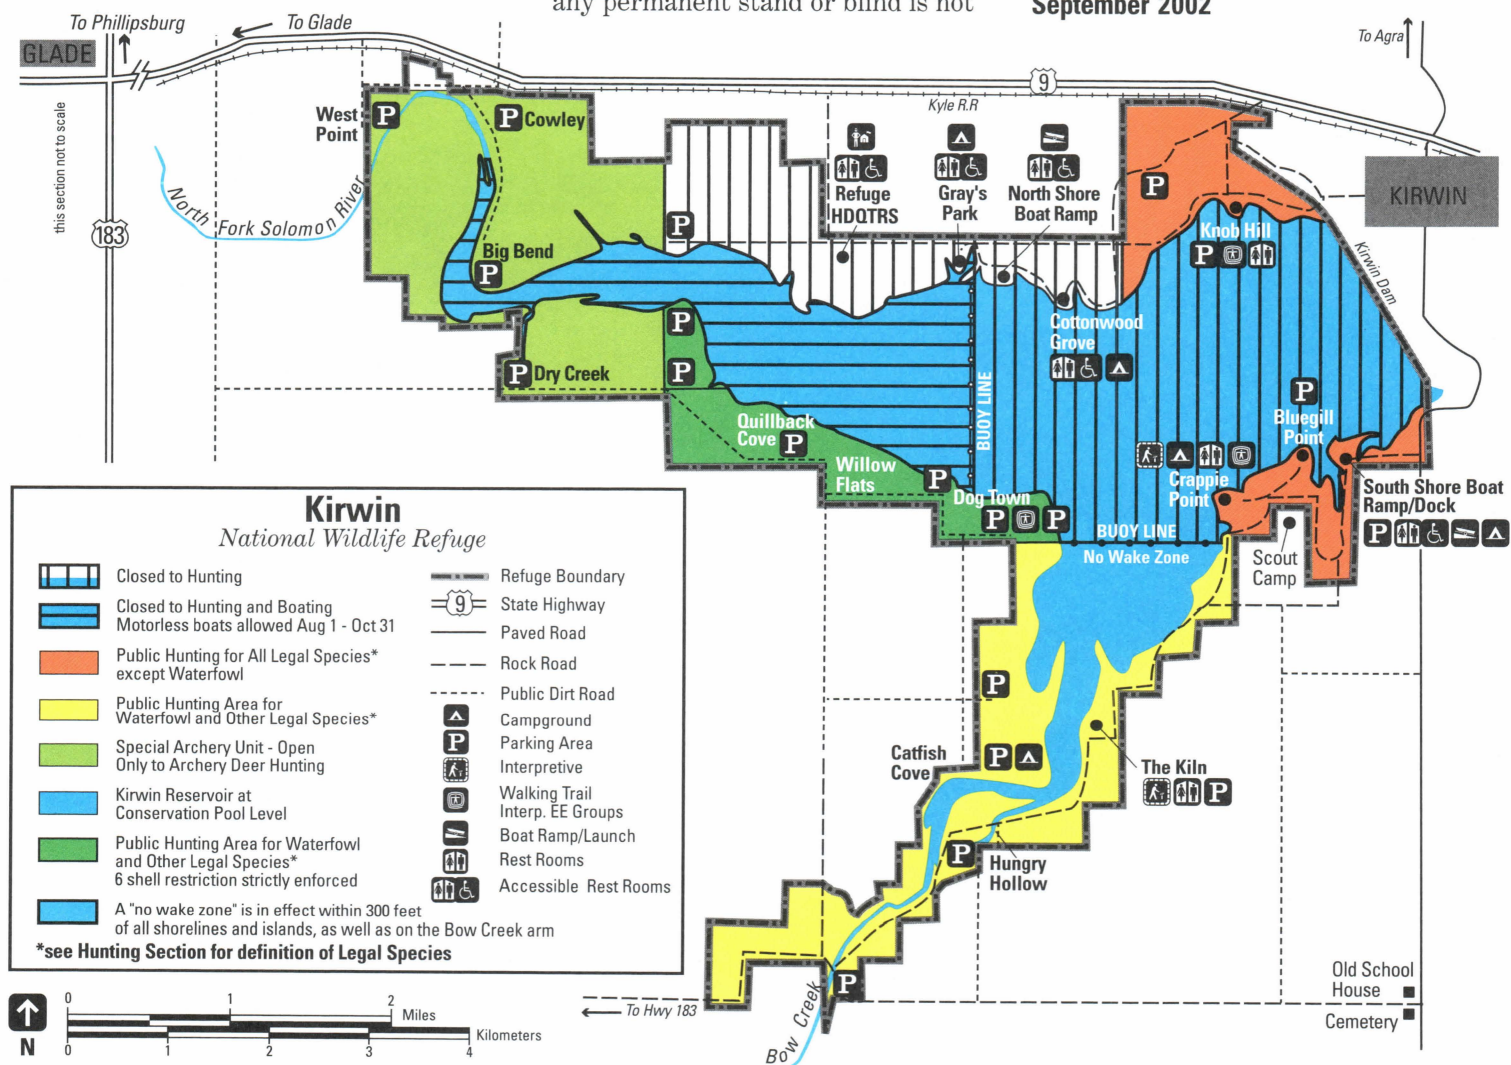 any permanent stand or blind is not
September 2002
To Phillipsburg
To Glade
To Agra
GLADE
9
Kyle R.R
this section not to scale
183
West
Point
P
P
Cowley
North Fork Solomon River
Refuge
HDQTRS
Gray's
Park
North Shore
Boat Ramp
P
KIRWIN
P
Big Bend
P
Knob Hill
P
Kirwin Dam
P
Cottonwood
Grove
P
Dry Creek
P
BUOY LINE
P
Bluegill
Point
Quillback
Cove
P
Willow
Flats
P
Dog Town
P
P
Crappie
Point
South Shore Boat
Ramp/Dock
P
BUOY LINE
No Wake Zone
Scout
Camp
P
Catfish
Cove
P
The Kiln
P
P
Hungry
Hollow
P
Bow Creek
To Hwy 183
Old School
House
Cemetery
Kirwin
National Wildlife Refuge
Closed to Hunting
Closed to Hunting and Boating
Motorless boats allowed Aug 1 - Oct 31
Public Hunting for All Legal Species*
except Waterfowl
Public Hunting Area for
Waterfowl and Other Legal Species*
Special Archery Unit - Open
Only to Archery Deer Hunting
Kirwin Reservoir at
Conservation Pool Level
Public Hunting Area for Waterfowl
and Other Legal Species*
6 shell restriction strictly enforced
A "no wake zone" is in effect within 300 feet
of all shorelines and islands, as well as on the Bow Creek arm
*see Hunting Section for definition of Legal Species
Refuge Boundary
9
State Highway
Paved Road
Rock Road
Public Dirt Road
Campground
P
Parking Area
Interpretive
Walking Trail
Interp. EE Groups
Boat Ramp/Launch
Rest Rooms
Accessible Rest Rooms
N
0 1 2
Miles
Kilometers
0 1 2 3 4